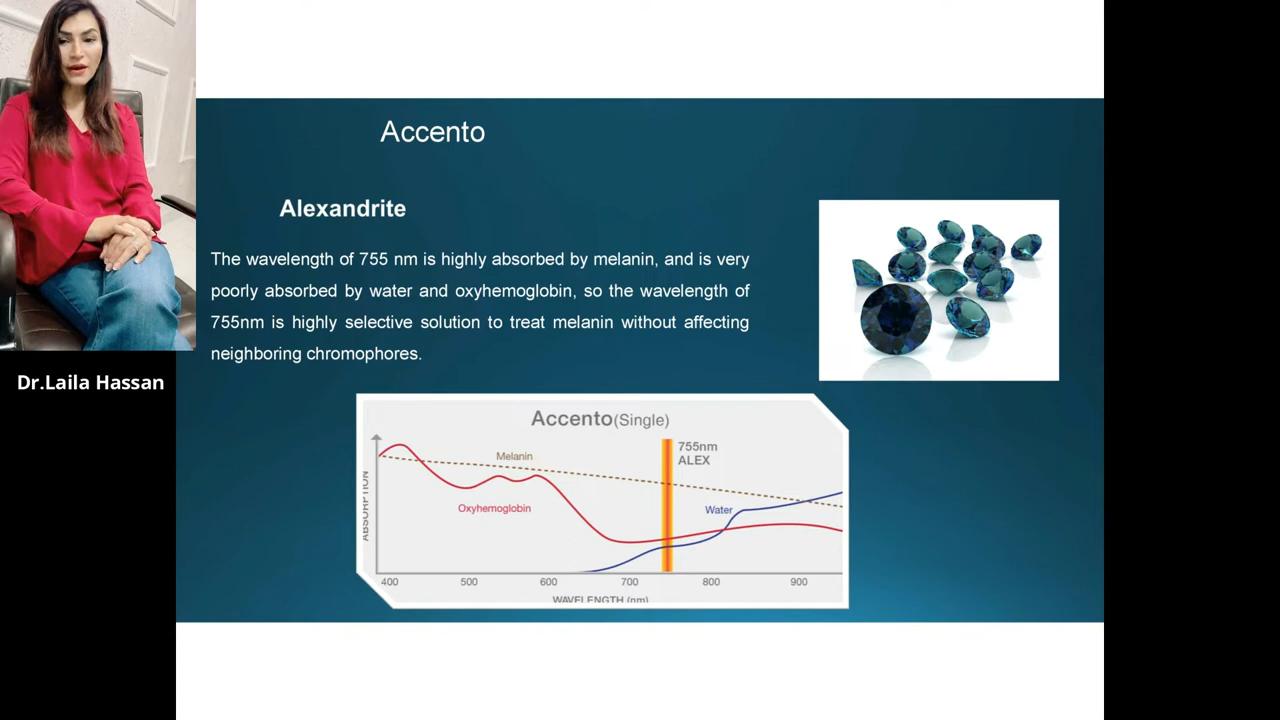 Accento
Alexandrite
The wavelength of 755 nm is highly absorbed by melanin, and is very
poorly absorbed by water and oxyhemoglobin, so the wavelength of
755nm is highly selective solution to treat melanin without affecting
neighboring chromophores.
Dr.Laila Hassan
Accento(Single)
755nm
ALEX
Melanin
Oxyhemoglobin
Water
ABSORPTION
400 500 600 700 800 900
WAVELENGTH (nm)